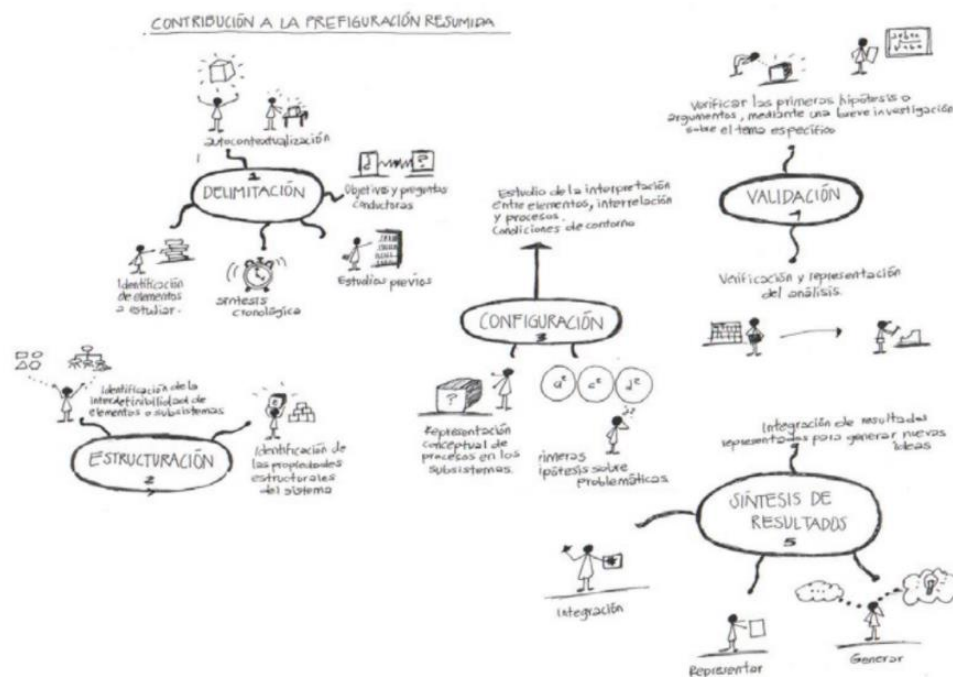 CONTRIBUCIÓN A LA PREFIGURACIÓN RESUMIDA
autocontextualización
1
DELIMITACIÓN
?
Objetivos y preguntas
conductoras
Identificación
de elementos
a estudiar.
síntesis
cronológica
Estudios previos
Identificación de la
interdefinibilidad de
elementos o subsistemas
ESTRUCTURACIÓN
2
Identificación de
las propiedades
estructurales
del sistema
Estudio de la interpretación
entre elementos, interrelación
y procesos.
Condiciones de contorno
CONFIGURACIÓN
3
?
Representación
conceptual de
procesos en los
subsistemas.
a² c² d²
rimeras
ipótesis sobre
problemáticas.
Verificar las primeras hipótesis o
argumentos, mediante una breve investigación
sobre el tema específico
VALIDACIÓN
Verificación y representación
del análisis.
Integración de resultados
representados para generar nuevas
ideas
SÍNTESIS DE
RESULTADOS
5
Integración
Representar
Generar